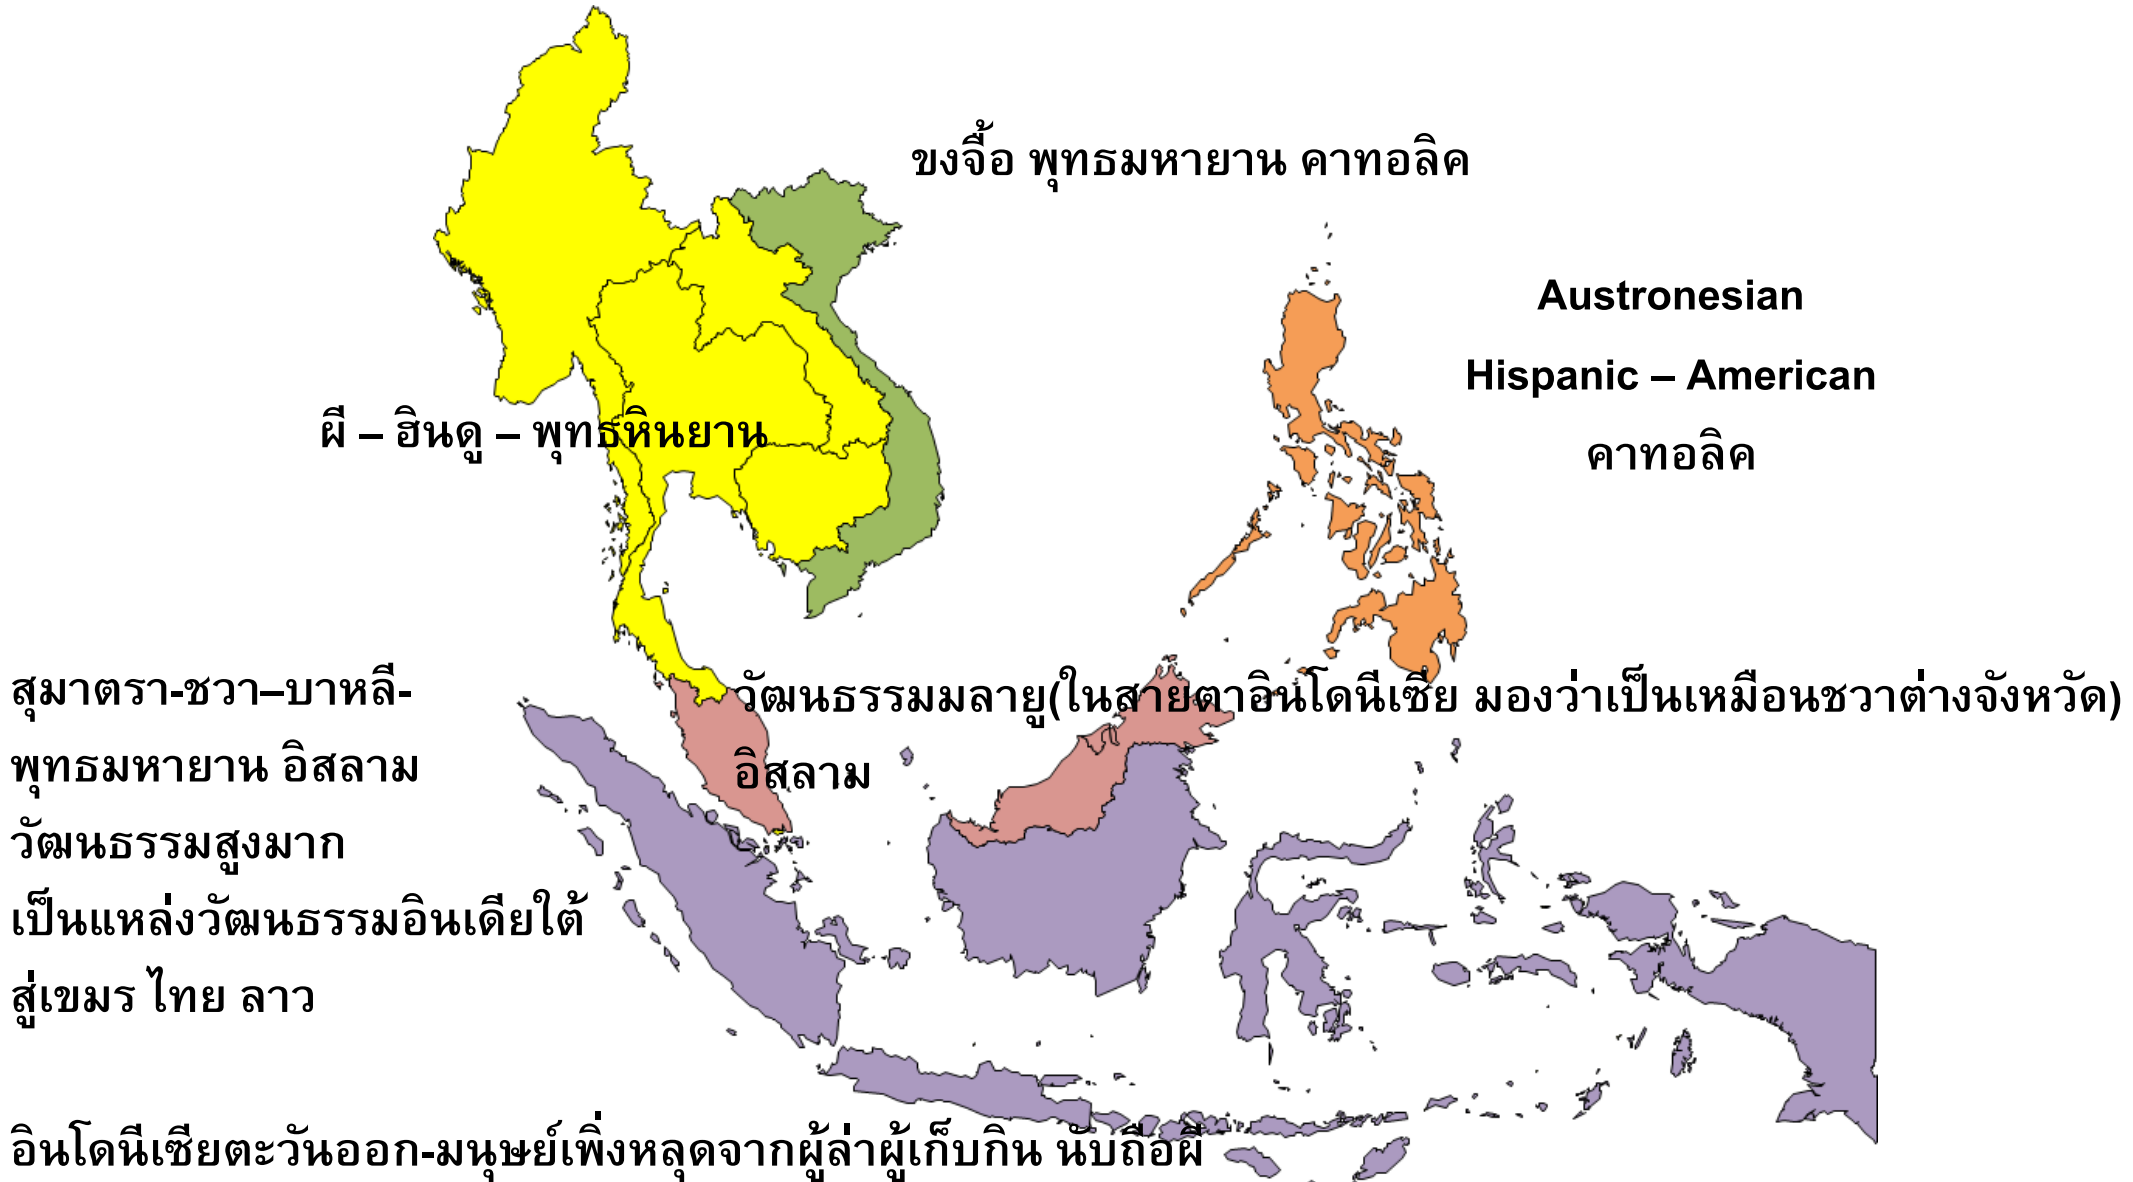 ขงจื้อ พุทธมหายาน คาทอลิค
Austronesian
Hispanic – American
คาทอลิค
ผี – ฮินดู – พุทธหินยาน
วัฒนธรรมมลายู(ในสายตาอินโดนีเซีย มองว่าเป็นเหมือนชวาต่างจังหวัด)
อิสลาม
สุมาตรา-ชวา–บาหลี-
พุทธมหายาน อิสลาม
วัฒนธรรมสูงมาก
เป็นแหล่งวัฒนธรรมอินเดียใต้
สู่เขมร ไทย ลาว
อินโดนีเซียตะวันออก-มนุษย์เพิ่งหลุดจากผู้ล่าผู้เก็บกิน นับถือผี